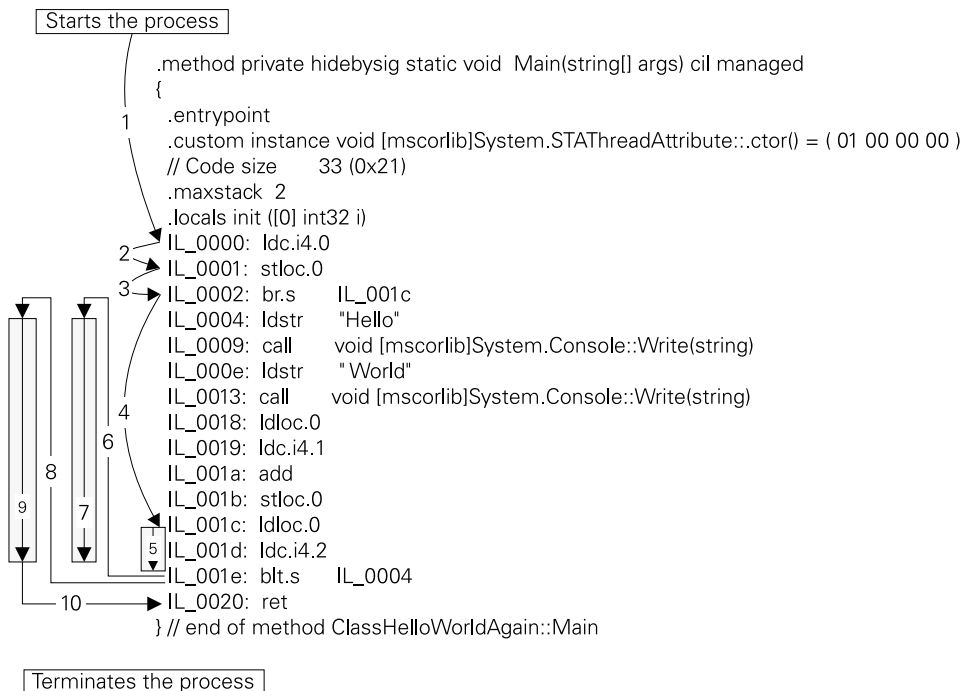 Starts the process
.method private hidebysig static void Main(string[] args) cil managed
{
1
.entrypoint
.custom instance void [mscorlib]System.STAThreadAttribute::.ctor() = ( 01 00 00 00 )
// Code size 33 (0x21)
.maxstack 2
.locals init ([0] int32 i)
IL_0000: ldc.i4.0
2
IL_0001: stloc.0
3
IL_0002: br.s IL_001c
IL_0004: ldstr "Hello"
IL_0009: call void [mscorlib]System.Console::Write(string)
IL_000e: ldstr " World"
IL_0013: call void [mscorlib]System.Console::Write(string)
4
IL_0018: ldloc.0
6
IL_0019: ldc.i4.1
8
IL_001a: add
9
7
IL_001b: stloc.0
IL_001c: ldloc.0
5
IL_001d: ldc.i4.2
IL_001e: blt.s IL_0004
10
IL_0020: ret
} // end of method ClassHelloWorldAgain::Main
Terminates the process